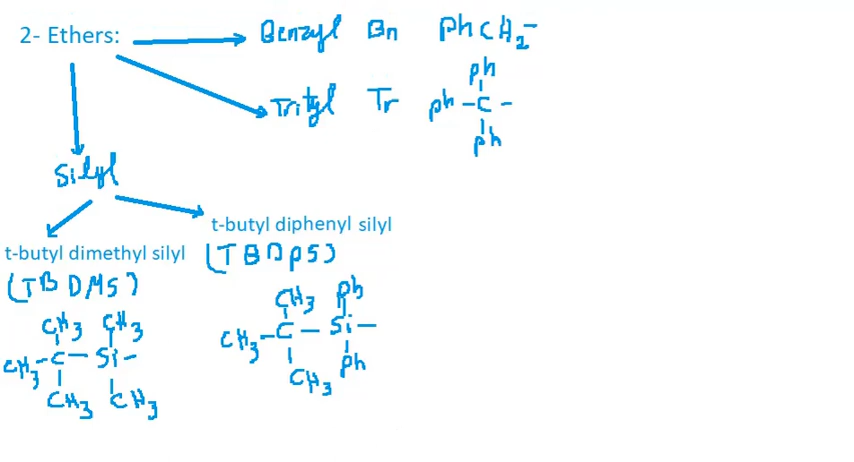 2- Ethers:
Benzyl Bn PhCH2-
Trityl Tr
Ph
Ph-C-
Ph
Silyl
t-butyl diphenyl silyl
(TBDPS)
t-butyl dimethyl silyl
(TBDMS)
CH3 Ph
CH3-C-Si-
CH3 Ph
CH3 CH3
CH3-C-Si-
CH3 CH3